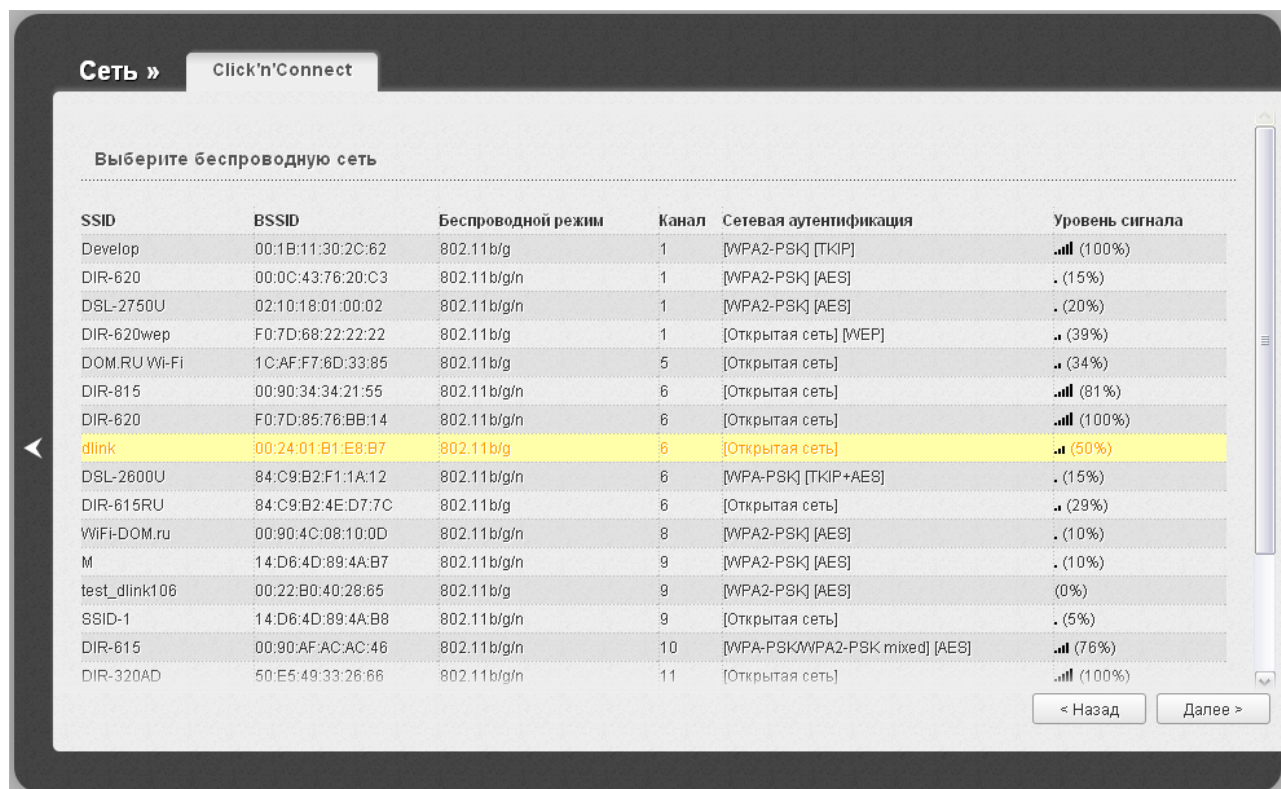 Сеть » Click'n'Connect
Выберите беспроводную сеть
SSID BSSID Беспроводной режим Канал Сетевая аутентификация Уровень сигнала
Develop 00:1B:11:30:2C:62 802.11b/g 1 [WPA2-PSK] [TKIP] (100%)
DIR-620 00:0C:43:76:20:C3 802.11b/g/n 1 [WPA2-PSK] [AES] (15%)
DSL-2750U 02:10:18:01:00:02 802.11b/g/n 1 [WPA2-PSK] [AES] (20%)
DIR-620wep F0:7D:68:22:22:22 802.11b/g 1 [Открытая сеть] [WEP] (39%)
DOM.RU Wi-Fi 1C:AF:F7:6D:33:85 802.11b/g 5 [Открытая сеть] (34%)
DIR-815 00:90:34:34:21:55 802.11b/g/n 6 [Открытая сеть] (81%)
DIR-620 F0:7D:85:76:BB:14 802.11b/g/n 6 [Открытая сеть] (100%)
dlink 00:24:01:B1:E8:B7 802.11b/g 6 [Открытая сеть] (50%)
DSL-2600U 84:C9:B2:F1:1A:12 802.11b/g/n 6 [WPA-PSK] [TKIP+AES] (15%)
DIR-615RU 84:C9:B2:4E:D7:7C 802.11b/g 6 [Открытая сеть] (29%)
WiFi-DOM.ru 00:90:4C:08:10:0D 802.11b/g/n 8 [WPA2-PSK] [AES] (10%)
M 14:D6:4D:89:4A:B7 802.11b/g/n 9 [WPA2-PSK] [AES] (10%)
test_dlink106 00:22:B0:40:28:65 802.11b/g 9 [WPA2-PSK] [AES] (0%)
SSID-1 14:D6:4D:89:4A:B8 802.11b/g/n 9 [Открытая сеть] (5%)
DIR-615 00:90:AF:AC:AC:46 802.11b/g/n 10 [WPA-PSK/WPA2-PSK mixed] [AES] (76%)
DIR-320AD 50:E5:49:33:26:66 802.11b/g/n 11 [Открытая сеть] (100%)
< Назад Далее >